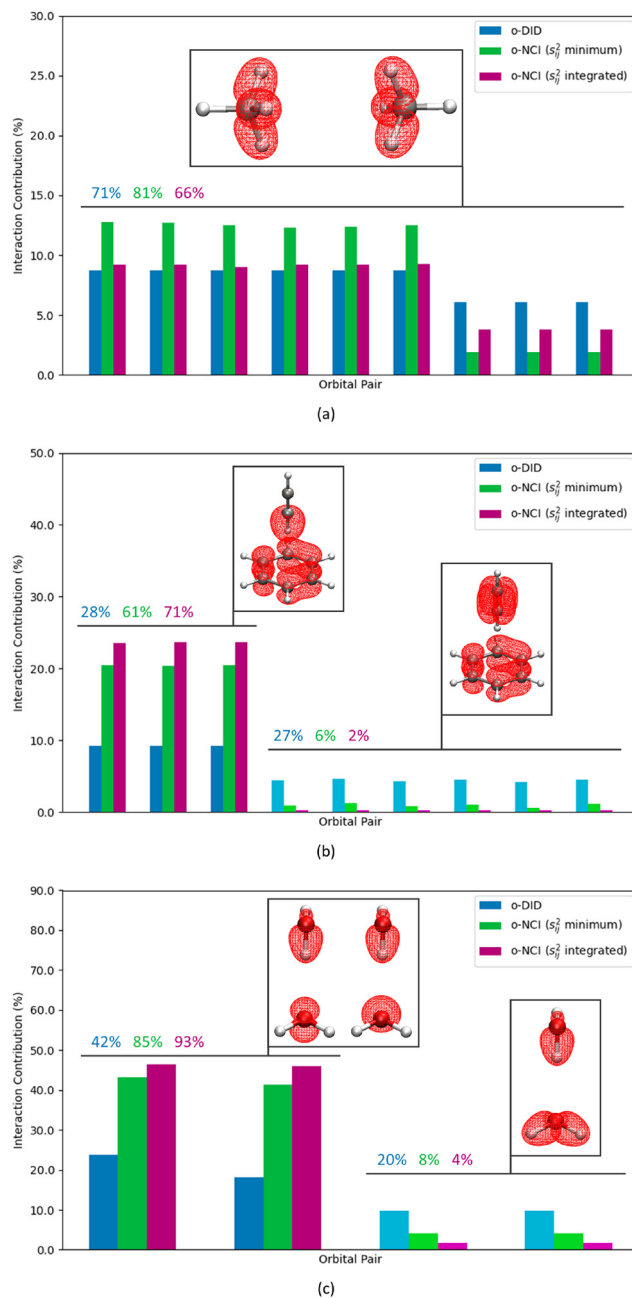 30.0
25.0
20.0
15.0
10.0
5.0
0.0
Interaction Contribution (%)
o-DID
o-NCI (s²ᵢⱼ minimum)
o-NCI (s²ᵢⱼ integrated)
71% 81% 66%
Orbital Pair
(a)
50.0
40.0
30.0
20.0
10.0
0.0
Interaction Contribution (%)
o-DID
o-NCI (s²ᵢⱼ minimum)
o-NCI (s²ᵢⱼ integrated)
28% 61% 71%
27% 6% 2%
Orbital Pair
(b)
90.0
80.0
70.0
60.0
50.0
40.0
30.0
20.0
10.0
0.0
Interaction Contribution (%)
o-DID
o-NCI (s²ᵢⱼ minimum)
o-NCI (s²ᵢⱼ integrated)
42% 85% 93%
20% 8% 4%
Orbital Pair
(c)